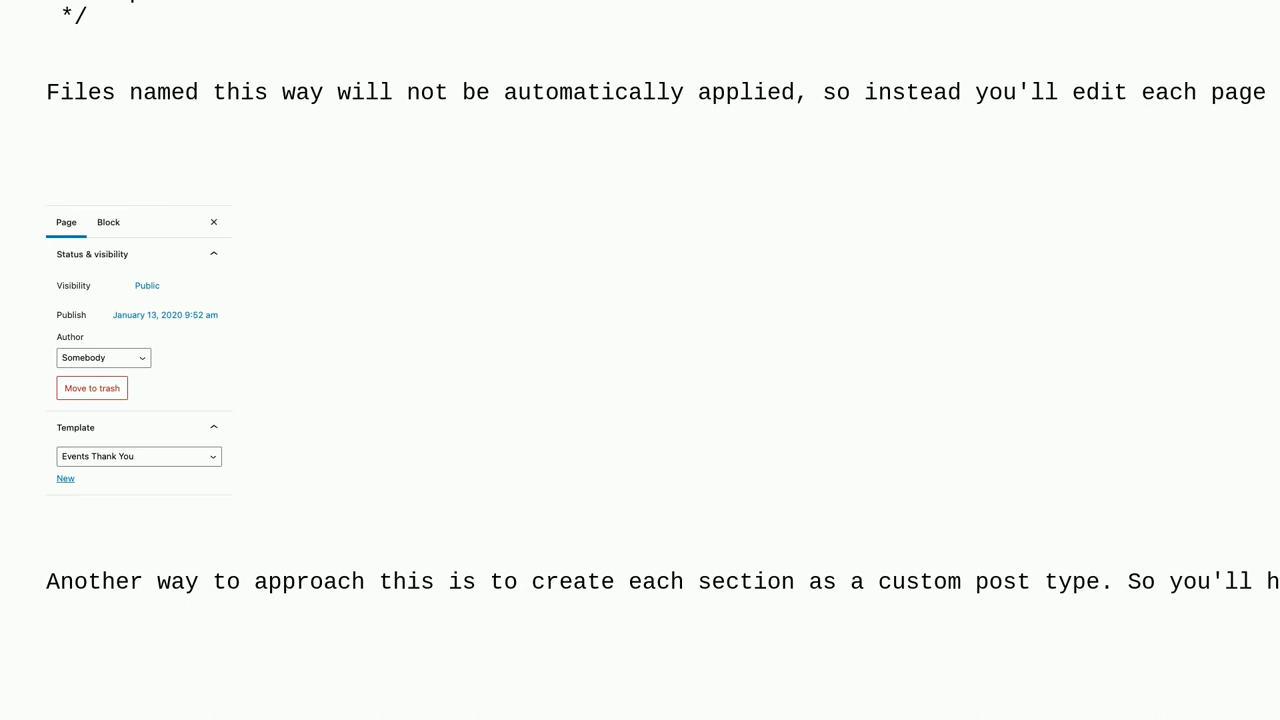 */
Files named this way will not be automatically applied, so instead you'll edit each page
Page Block ×
Status & visibility
Visibility Public
Publish January 13, 2020 9:52 am
Author
Somebody
Move to trash
Template
Events Thank You
New
Another way to approach this is to create each section as a custom post type. So you'll h